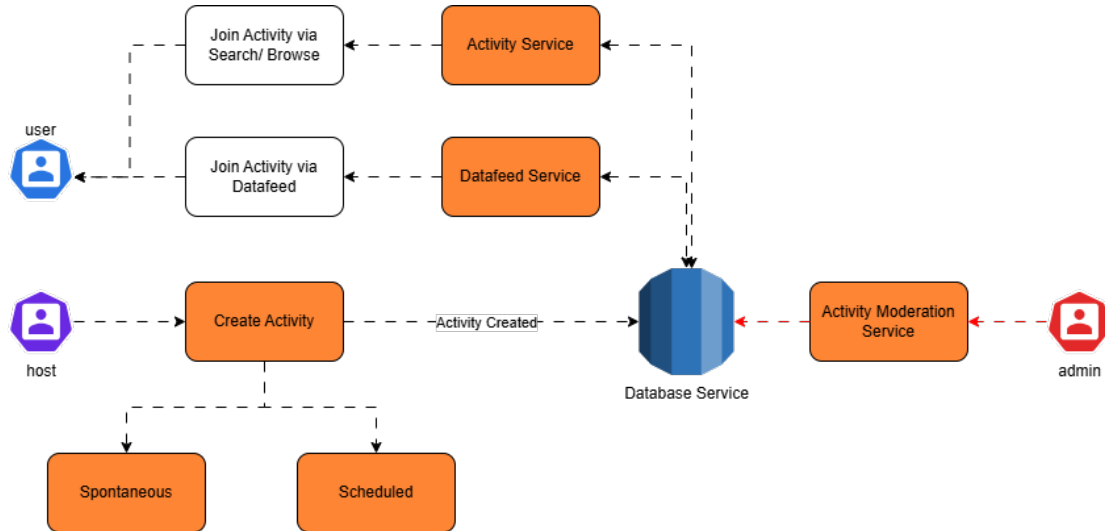 Join Activity via
Search/ Browse
Activity Service
user
Join Activity via
Datafeed
Datafeed Service
Create Activity
Activity Created
Activity Moderation
Service
host
Database Service
admin
Spontaneous
Scheduled